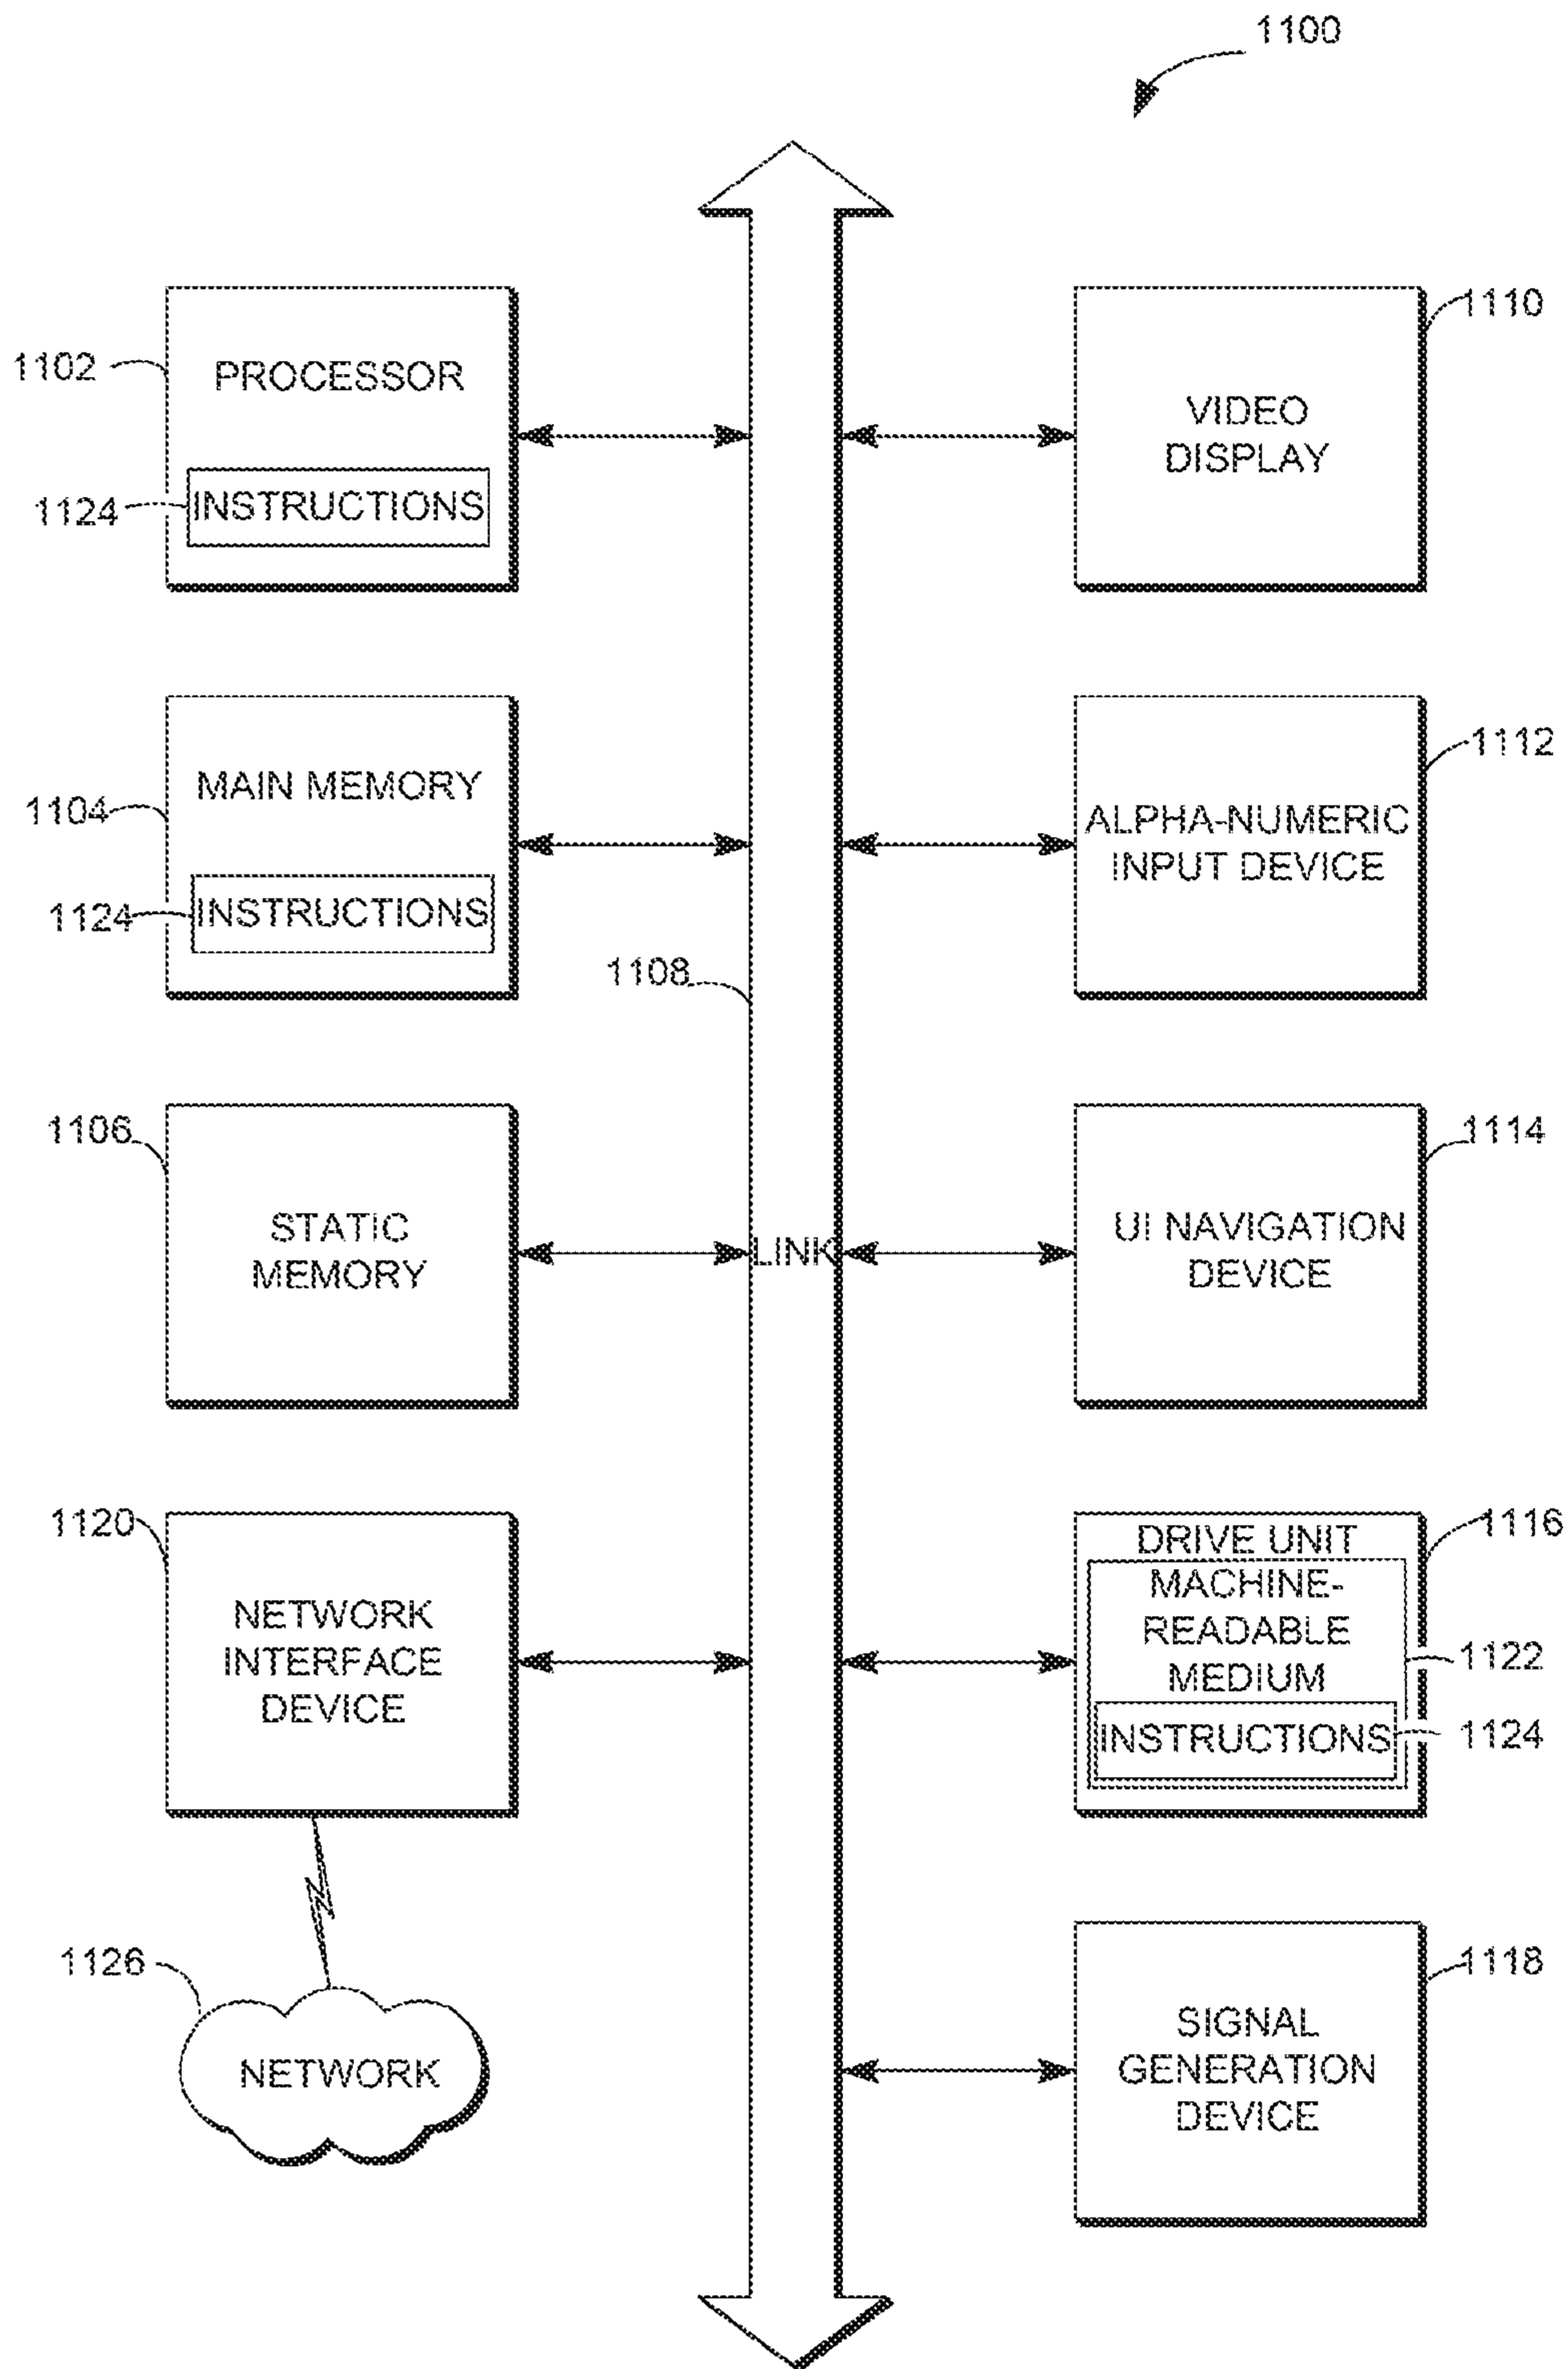 1100
1102
PROCESSOR
1124
INSTRUCTIONS
1110
VIDEO
DISPLAY
1104
MAIN MEMORY
1124
INSTRUCTIONS
1112
ALPHA-NUMERIC
INPUT DEVICE
1108
LINK
1106
STATIC
MEMORY
1114
UI NAVIGATION
DEVICE
1120
NETWORK
INTERFACE
DEVICE
1116
DRIVE UNIT
MACHINE-
READABLE
MEDIUM
1122
INSTRUCTIONS
1124
1126
NETWORK
1118
SIGNAL
GENERATION
DEVICE